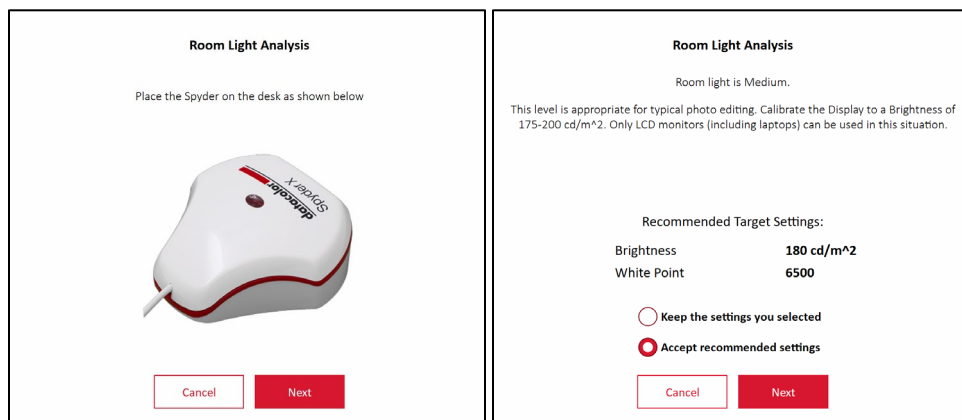 Room Light Analysis
Place the Spyder on the desk as shown below
datacolor
Spyder X
Cancel
Next
Room Light Analysis
Room light is Medium.
This level is appropriate for typical photo editing. Calibrate the Display to a Brightness of
175-200 cd/m^2. Only LCD monitors (including laptops) can be used in this situation.
Recommended Target Settings:
Brightness 180 cd/m^2
White Point 6500
Keep the settings you selected
Accept recommended settings
Cancel
Next